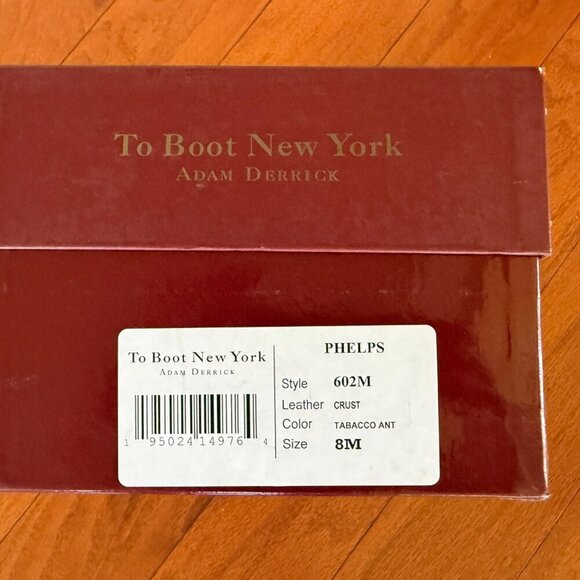 To Boot New York
ADAM DERRICK
To Boot New York
ADAM DERRICK
1 95024 14976 4
PHELPS
Style 602M
Leather CRUST
Color TABACCO ANT
Size 8M